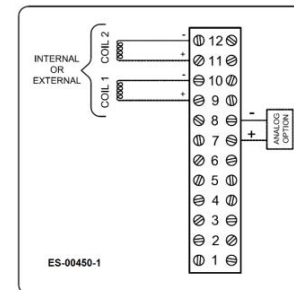 INTERNAL
OR
EXTERNAL
COIL 2
COIL 1
-
+
-
+
12
11
10
9
8
7
6
5
4
3
2
1
-
+
ANALOG
OPTION
ES-00450-1